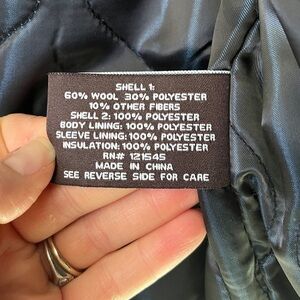 SHELL 1:
60% WOOL 30% POLYESTER
10% OTHER FIBERS
SHELL 2: 100% POLYESTER
BODY LINING: 100% POLYESTER
SLEEVE LINING: 100% POLYESTER
INSULATION: 100% POLYESTER
RN# 121545
MADE IN CHINA
SEE REVERSE SIDE FOR CARE